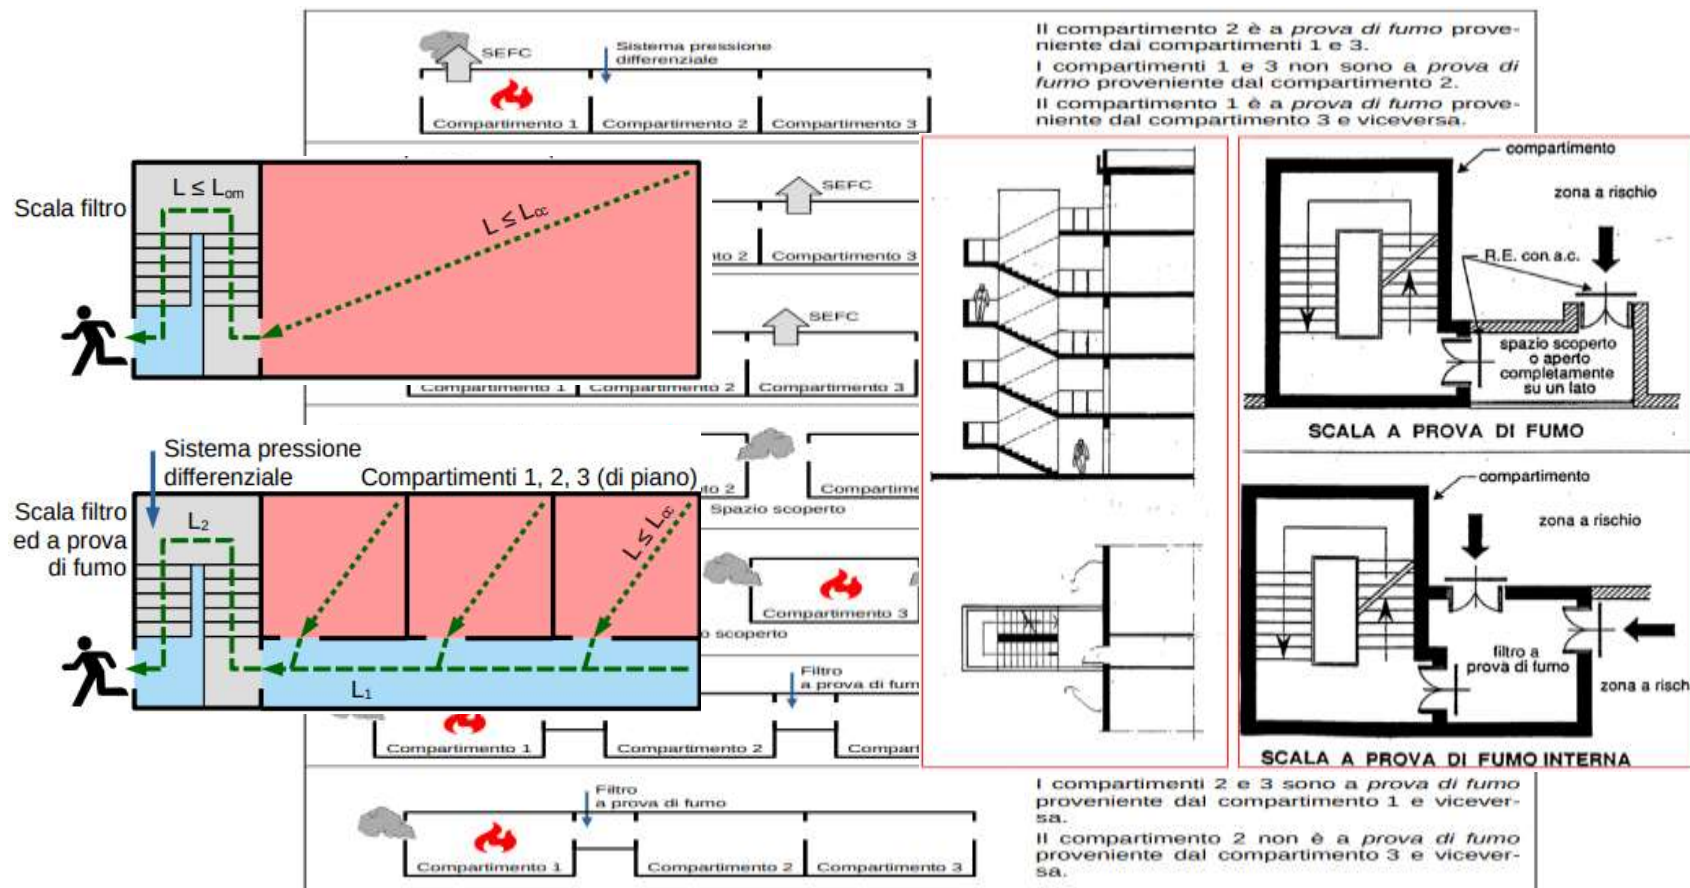 SEFC
Sistema pressione
differenziale
Compartimento 1
Compartimento 2
Compartimento 3
Il compartimento 2 è a prova di fumo prove-
niente dai compartimenti 1 e 3.
I compartimenti 1 e 3 non sono a prova di
fumo proveniente dal compartimento 2.
Il compartimento 1 è a prova di fumo prove-
niente dal compartimento 3 e viceversa.
Scala filtro
L ≤ Lom
L ≤ Lcc
SEFC
2
Compartimento 3
SEFC
Compartimento 1
Compartimento 2
Compartimento 3
Sistema pressione
differenziale
Compartimenti 1, 2, 3 (di piano)
Scala filtro
ed a prova
di fumo
L2
L ≤ Lcc
L1
2
Spazio scoperto
Compartimento 3
scoperto
Filtro
a prova di fum
Compartimento 1
Compartimento 2
Compart
compartimento
zona a rischio
R.E. con a.c.
spazio scoperto
o aperto
completamente
su un lato
SCALA A PROVA DI FUMO
compartimento
zona a rischio
filtro a
prova di fumo
zona a risch
SCALA A PROVA DI FUMO INTERNA
Filtro
a prova di fumo
Compartimento 1
Compartimento 2
Compartimento 3
I compartimenti 2 e 3 sono a prova di fumo
proveniente dal compartimento 1 e vicever-
sa.
Il compartimento 2 non è a prova di fumo
proveniente dal compartimento 3 e vicever-
sa.